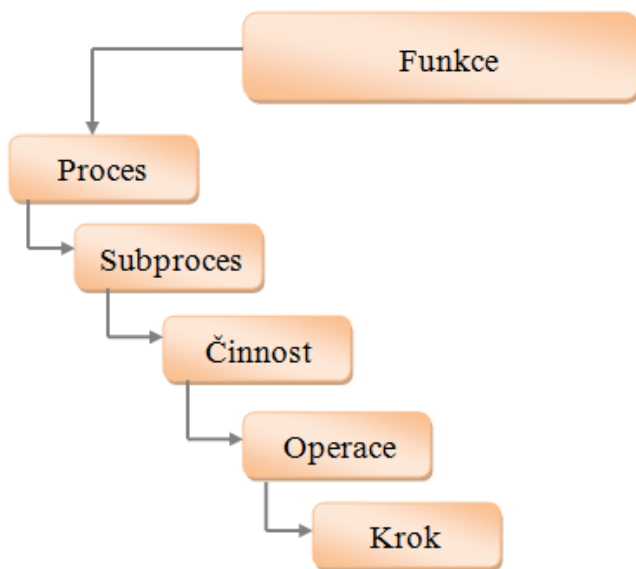 Funkce
Proces
Subproces
Činnost
Operace
Krok